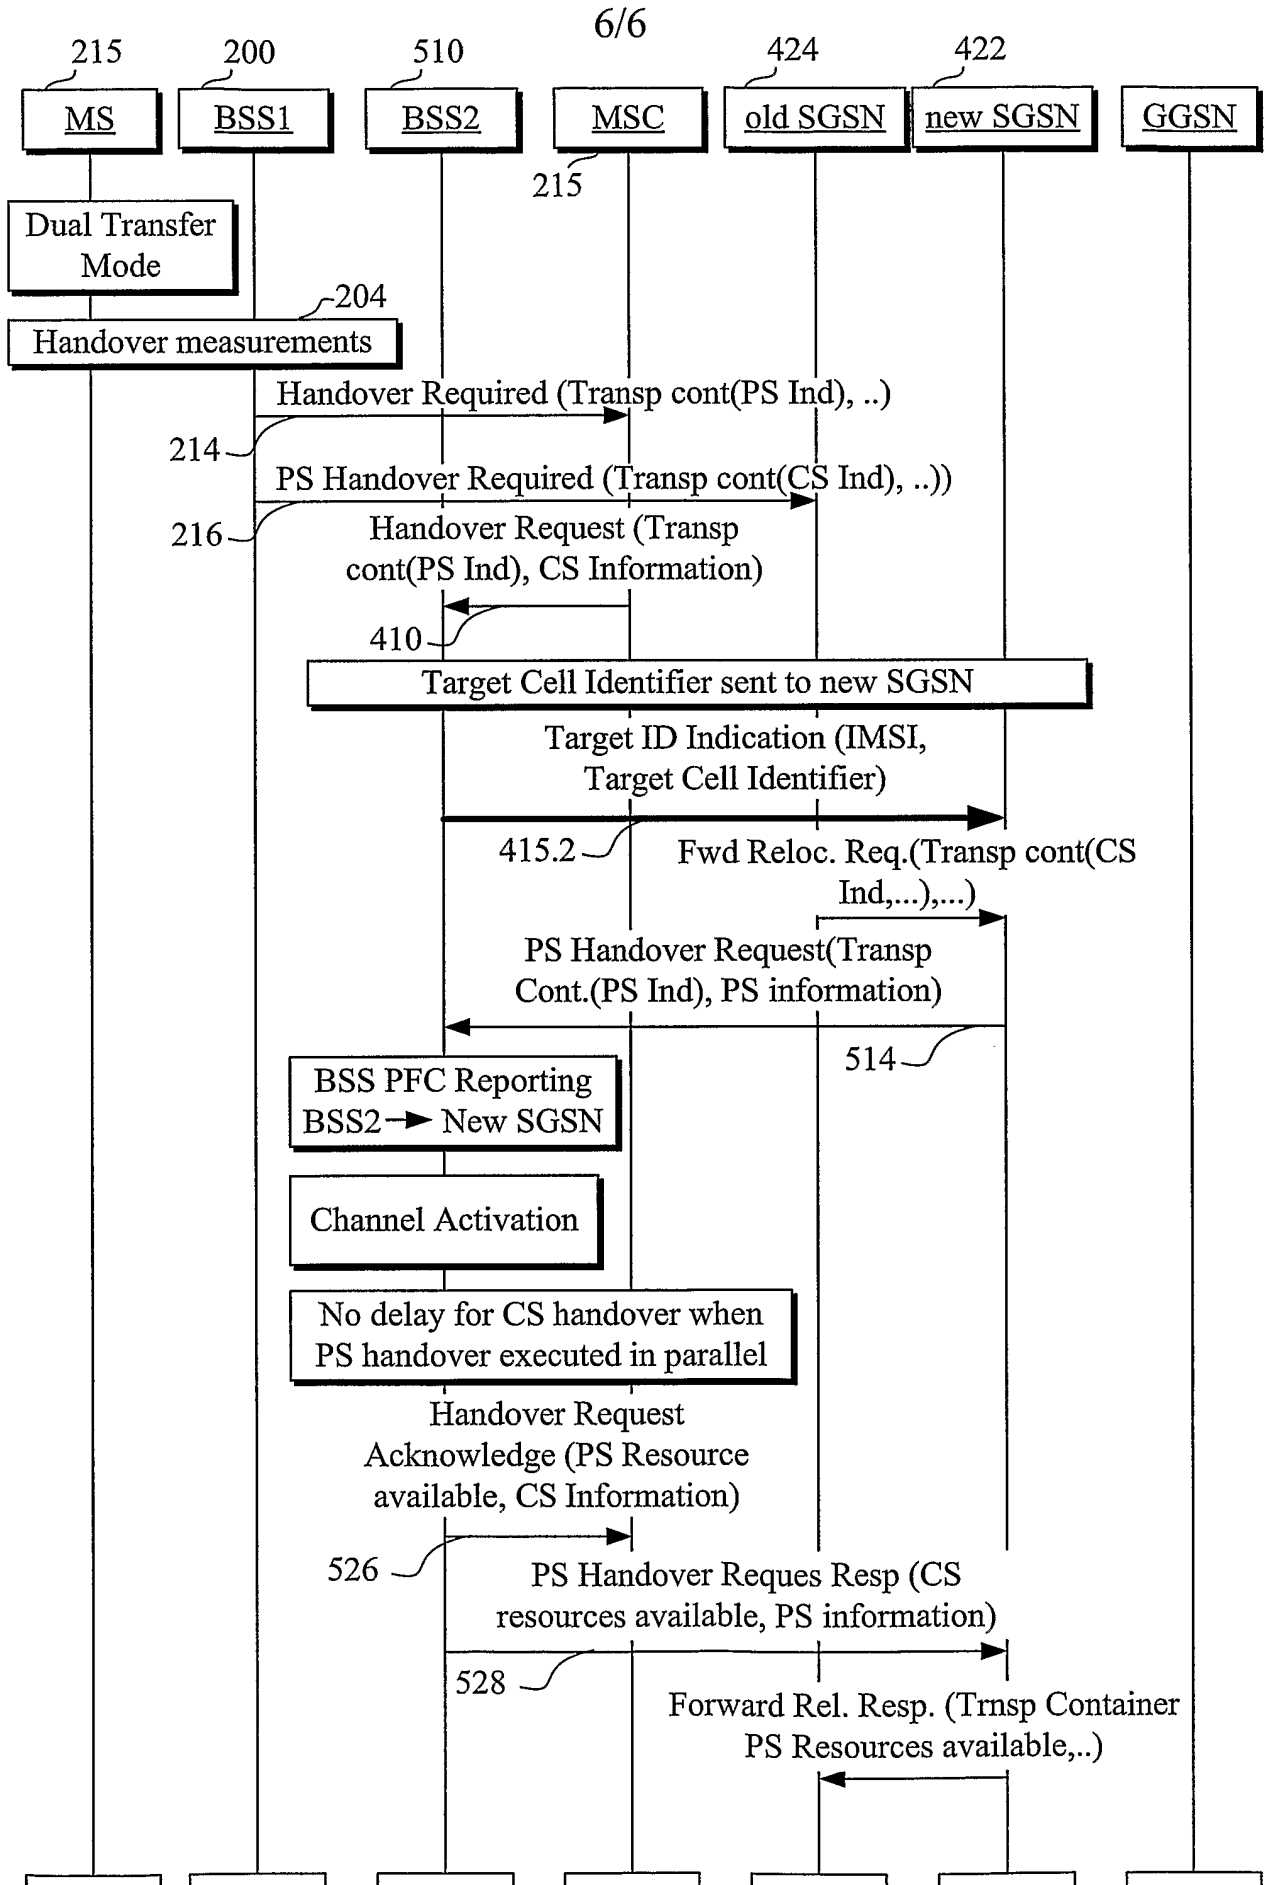 6/6
215 200 510 424 422
MS BSS1 BSS2 MSC old SGSN new SGSN GGSN
215
Dual Transfer
Mode
204
Handover measurements
Handover Required (Transp cont(PS Ind), ..)
214
PS Handover Required (Transp cont(CS Ind), ..))
216
Handover Request (Transp
cont(PS Ind), CS Information)
410
Target Cell Identifier sent to new SGSN
Target ID Indication (IMSI,
Target Cell Identifier)
415.2
Fwd Reloc. Req.(Transp cont(CS
Ind,...),...)
PS Handover Request(Transp
Cont.(PS Ind), PS information)
514
BSS PFC Reporting
BSS2 → New SGSN
Channel Activation
No delay for CS handover when
PS handover executed in parallel
Handover Request
Acknowledge (PS Resource
available, CS Information)
526
PS Handover Reques Resp (CS
resources available, PS information)
528
Forward Rel. Resp. (Trnsp Container
PS Resources available,..)